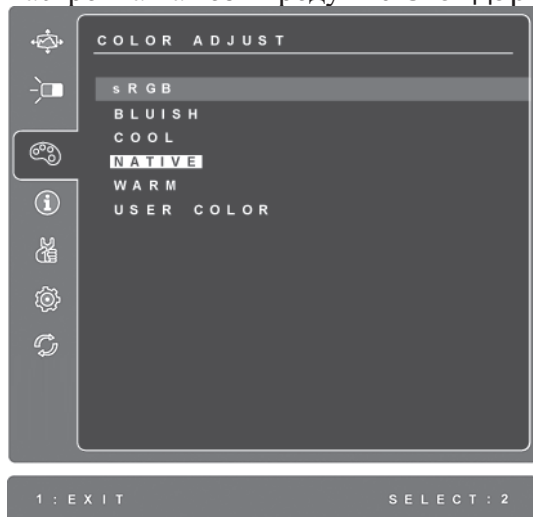 COLOR ADJUST
sRGB
BLUISH
COOL
NATIVE
WARM
USER COLOR
1:EXIT SELECT:2